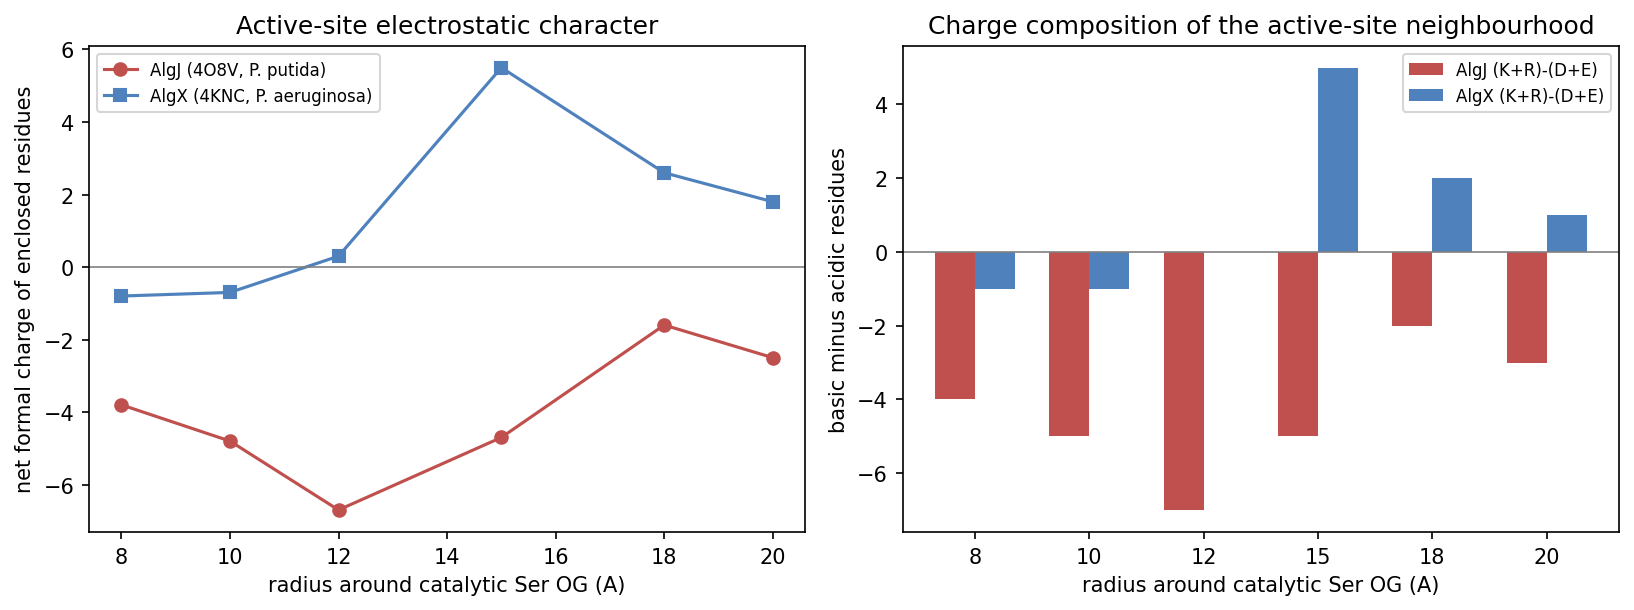 Active-site electrostatic character
net formal charge of enclosed residues
6
4
2
0
−2
−4
−6
AlgJ (4O8V, P. putida)
AlgX (4KNC, P. aeruginosa)
8 10 12 14 16 18 20
radius around catalytic Ser OG (A)
Charge composition of the active-site neighbourhood
basic minus acidic residues
4
2
0
−2
−4
−6
AlgJ (K+R)-(D+E)
AlgX (K+R)-(D+E)
8 10 12 15 18 20
radius around catalytic Ser OG (A)